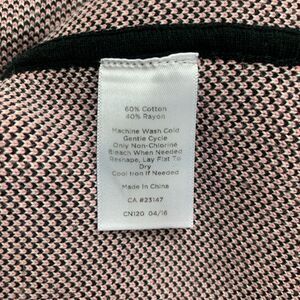 60% Cotton
40% Rayon
Machine Wash Cold
Gentle Cycle
Only Non-Chlorine
Bleach When Needed
Reshape, Lay Flat To
Dry
Cool Iron If Needed
Made In China
CA #23147
CN120 04/16